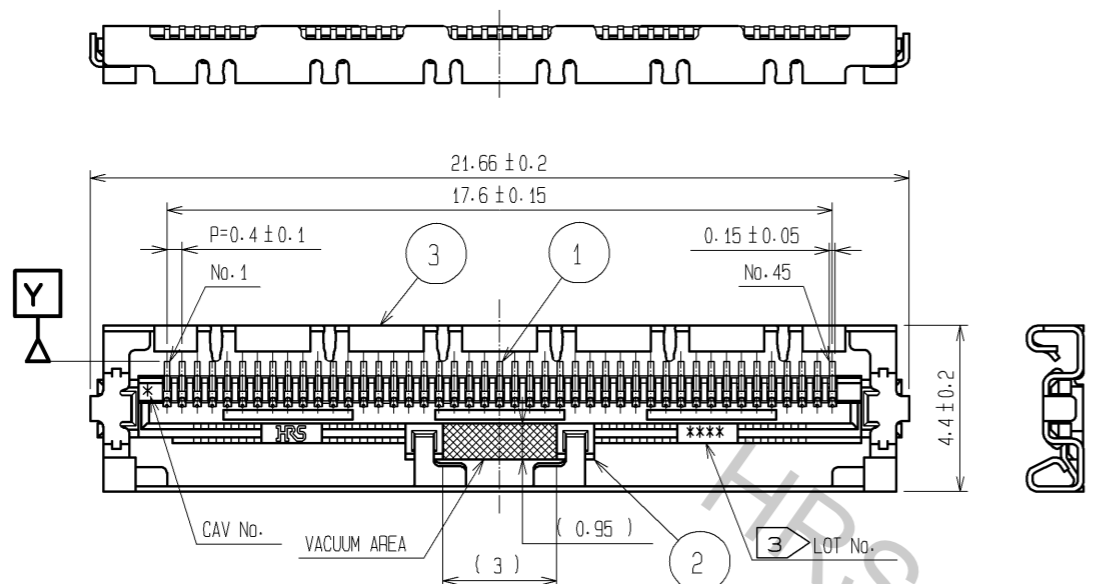 21.66 ±0.2
17.6 ±0.15
P=0.4 ±0.1
0.15 ±0.05
3
1
Y
No. 1
No. 45
4.4 ±0.2
*
HRS
****
CAV No.
VACUUM AREA
( 0.95 )
3
LOT No.
( 3 )
2
HRS